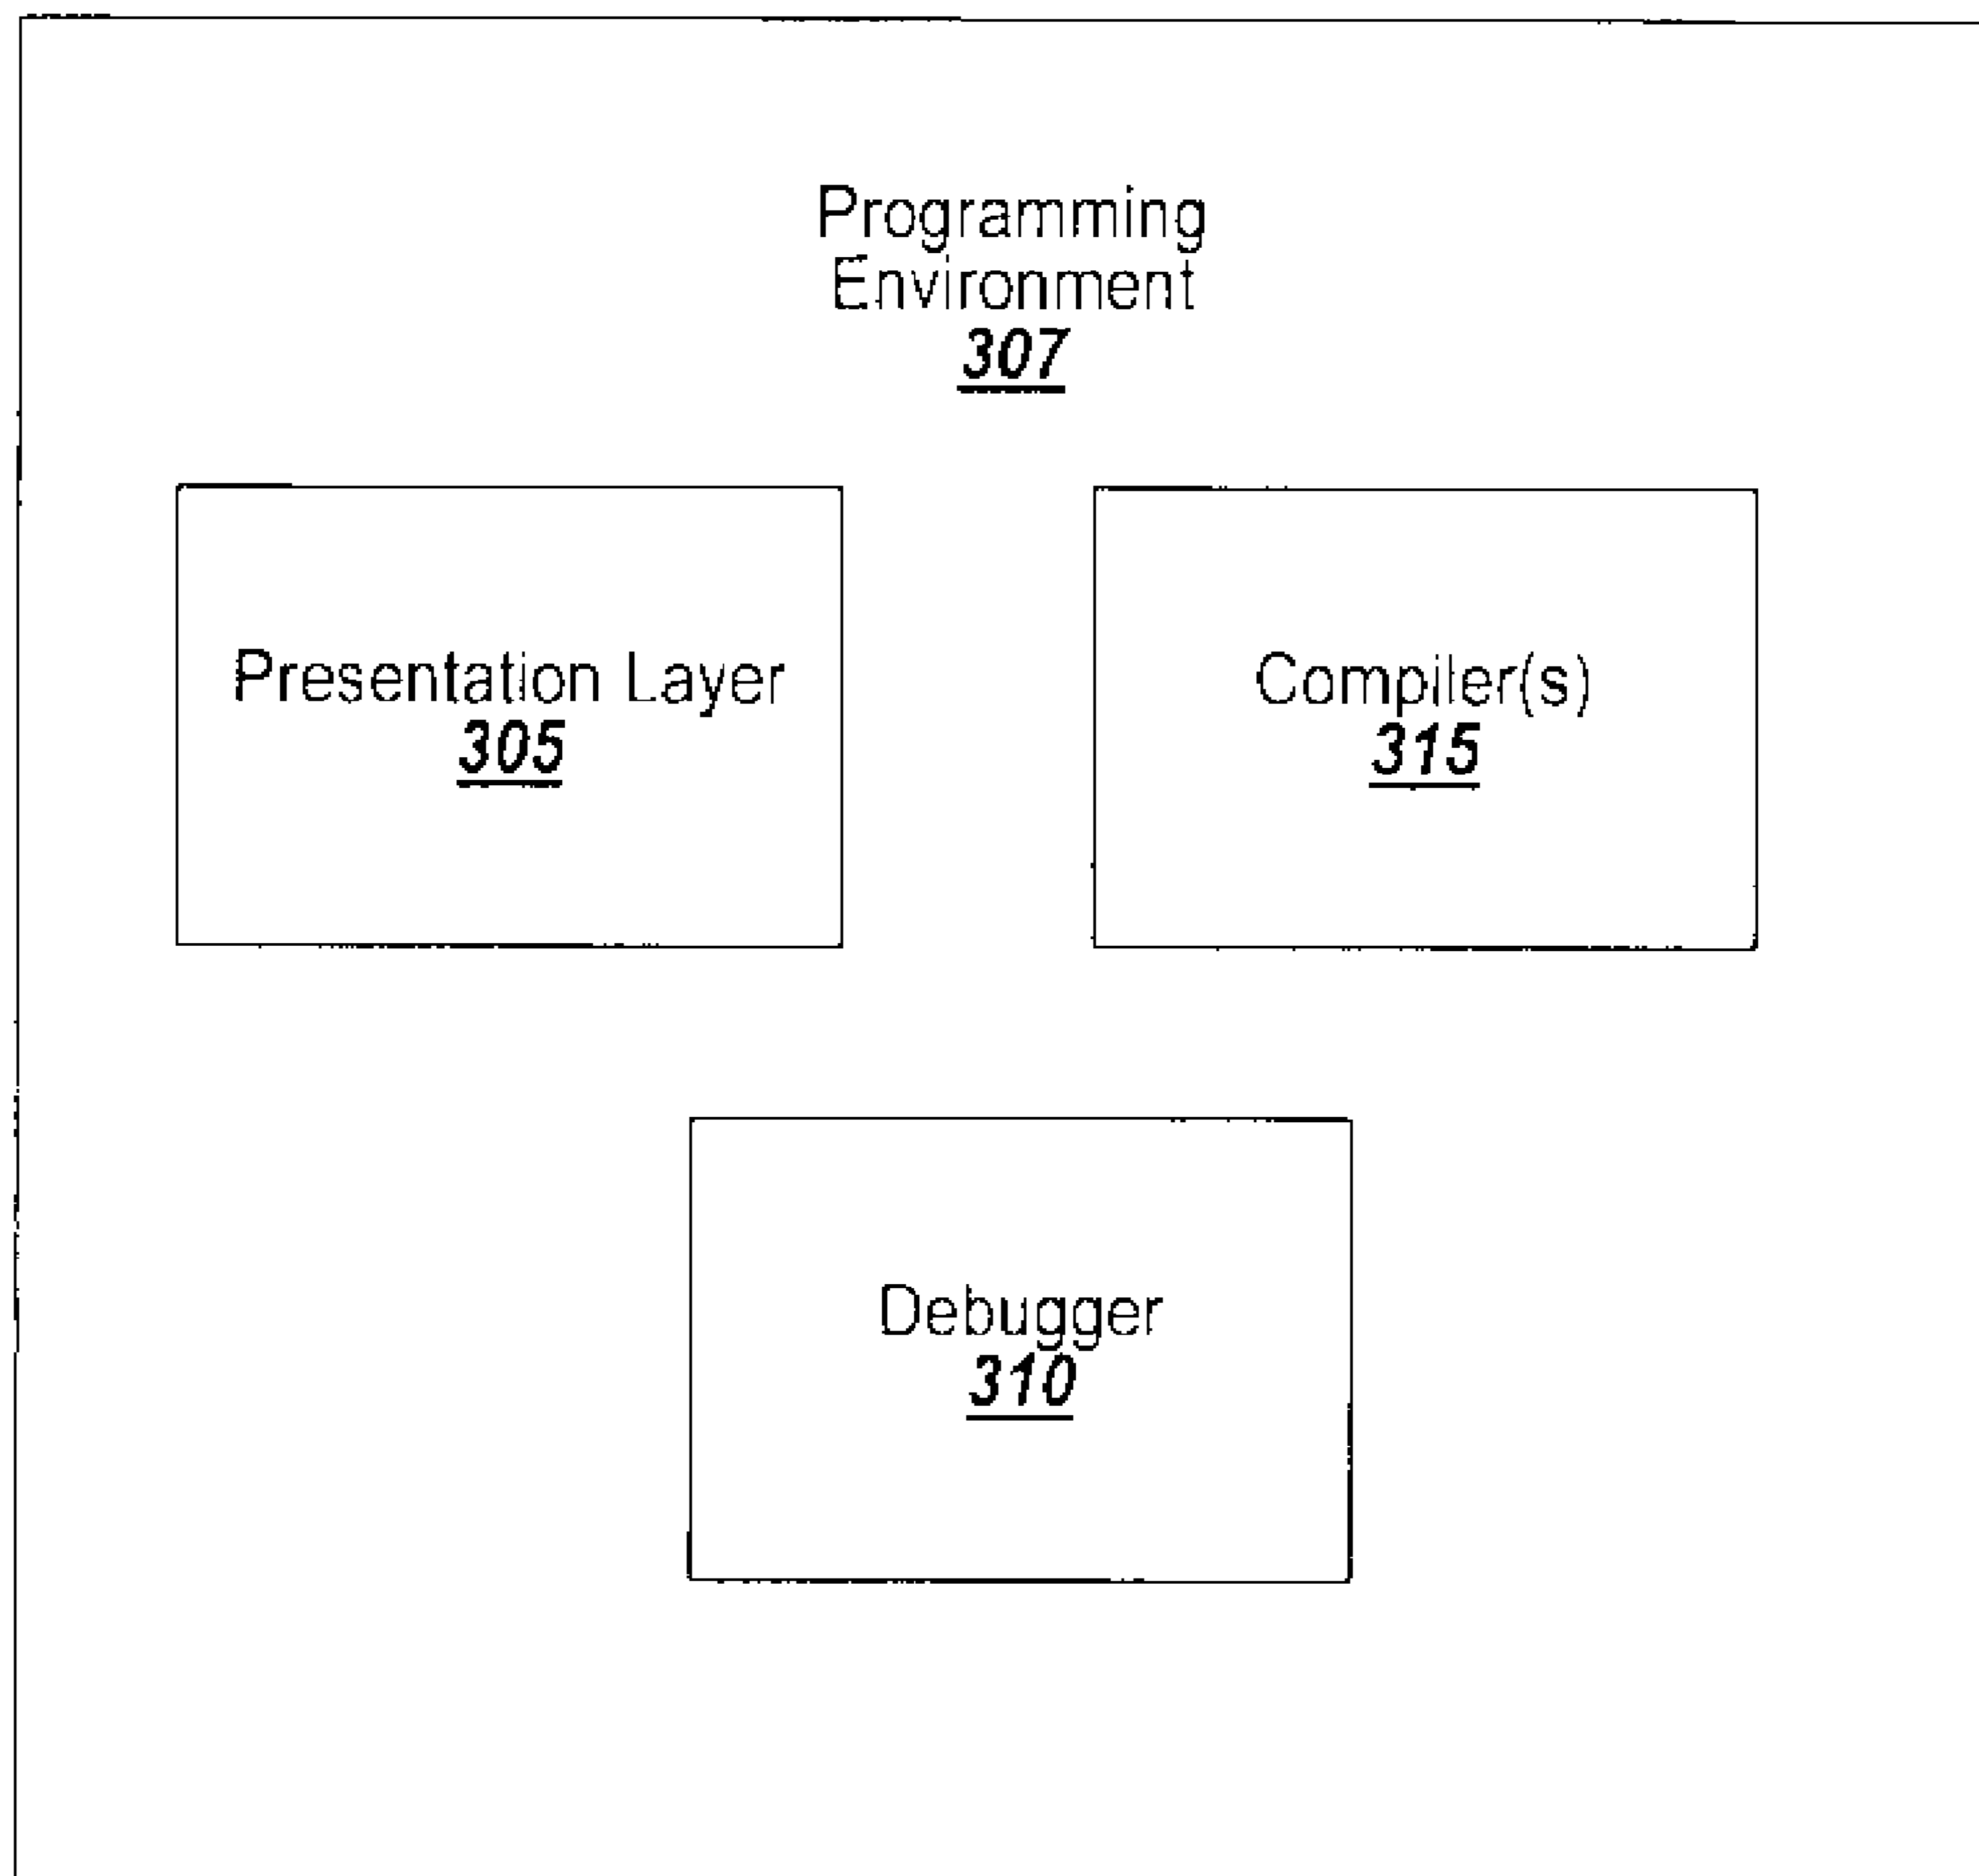 Programming
Environment
307
Presentation Layer
305
Compiler(s)
315
Debugger
310